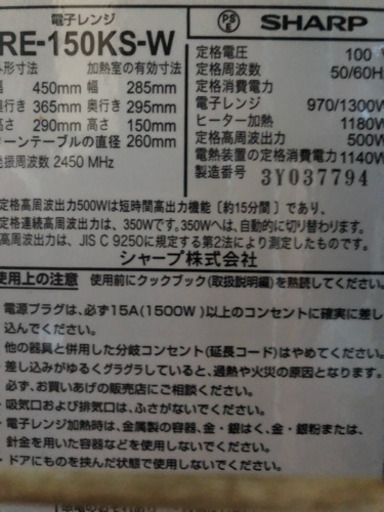 電子レンジ
RE-150KS-W
外形寸法 加熱室の有効寸法
幅 450mm 幅 285mm
奥行き 365mm 奥行き 295mm
高さ 290mm 高さ 150mm
ターンテーブルの直径 260mm
発振周波数 2450 MHz
PS E SHARP
定格電圧 100
定格周波数 50/60H
定格消費電力
電子レンジ 970/1300W
ヒーター加熱 1180W
定格高周波出力 500W
電熱装置の定格消費電力1140W
製造番号 3Y037794
定格高周波出力500Wは短時間高出力機能〔約15分間〕であり、
定格連続高周波出力は、350Wです。350Wへは、自動的に切り替わります。
高周波出力は、JIS C 9250に規格する第2法により測定したものです。
シャープ株式会社
使用上の注意 使用前にクックブック(取扱説明編)を熟読してください。
電源プラグは、必ず15A(1500W)以上のコンセントに確実に差し
込んでください。
他の器具と併用した分岐コンセント(延長コード)はやめてください。
差し込みがゆるくグラグラしていると、過熱や火災の原因となります。
必ず、お買いあげの販売店にご相談ください。
・吸気口および排気口は、ふさがないでください。
・電子レンジ加熱時は、金属製の容器、金・銀はく、金・銀粉または、
針金を用いた容器などを使用しないでください。
・ドアにものを挟んだ状態で使用しないでください。